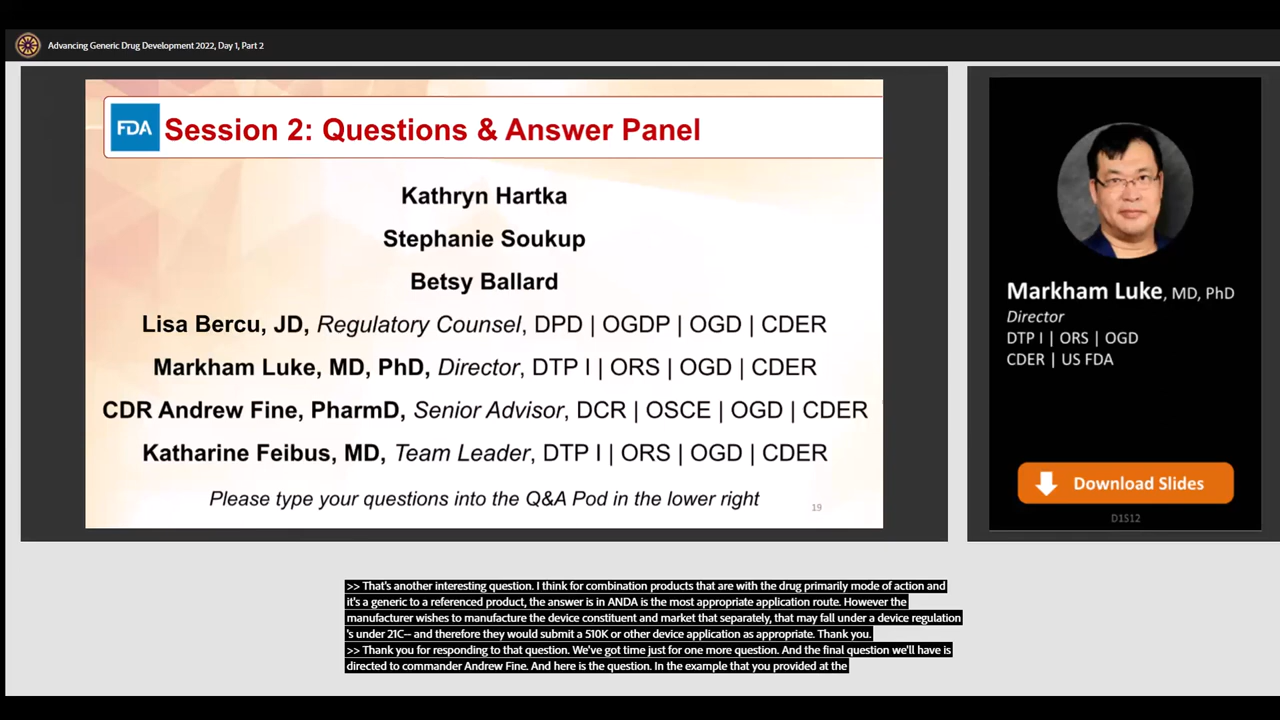 Advancing Generic Drug Development 2022, Day 1, Part 2
FDA
Session 2: Questions & Answer Panel
Kathryn Hartka
Stephanie Soukup
Betsy Ballard
Lisa Bercu, JD, Regulatory Counsel, DPD | OGDP | OGD | CDER
Markham Luke, MD, PhD, Director, DTP I | ORS | OGD | CDER
CDR Andrew Fine, PharmD, Senior Advisor, DCR | OSCE | OGD | CDER
Katharine Feibus, MD, Team Leader, DTP I | ORS | OGD | CDER
Please type your questions into the Q&A Pod in the lower right
19
Markham Luke, MD, PhD
Director
DTP I | ORS | OGD
CDER | US FDA
Download Slides
D1S12
>> That's another interesting question. I think for combination products that are with the drug primarily mode of action and
it's a generic to a referenced product, the answer is in ANDA is the most appropriate application route. However the
manufacturer wishes to manufacture the device constituent and market that separately, that may fall under a device regulation
's under 21C-- and therefore they would submit a 510K or other device application as appropriate. Thank you.
>> Thank you for responding to that question. We've got time just for one more question. And the final question we'll have is
directed to commander Andrew Fine. And here is the question. In the example that you provided at the